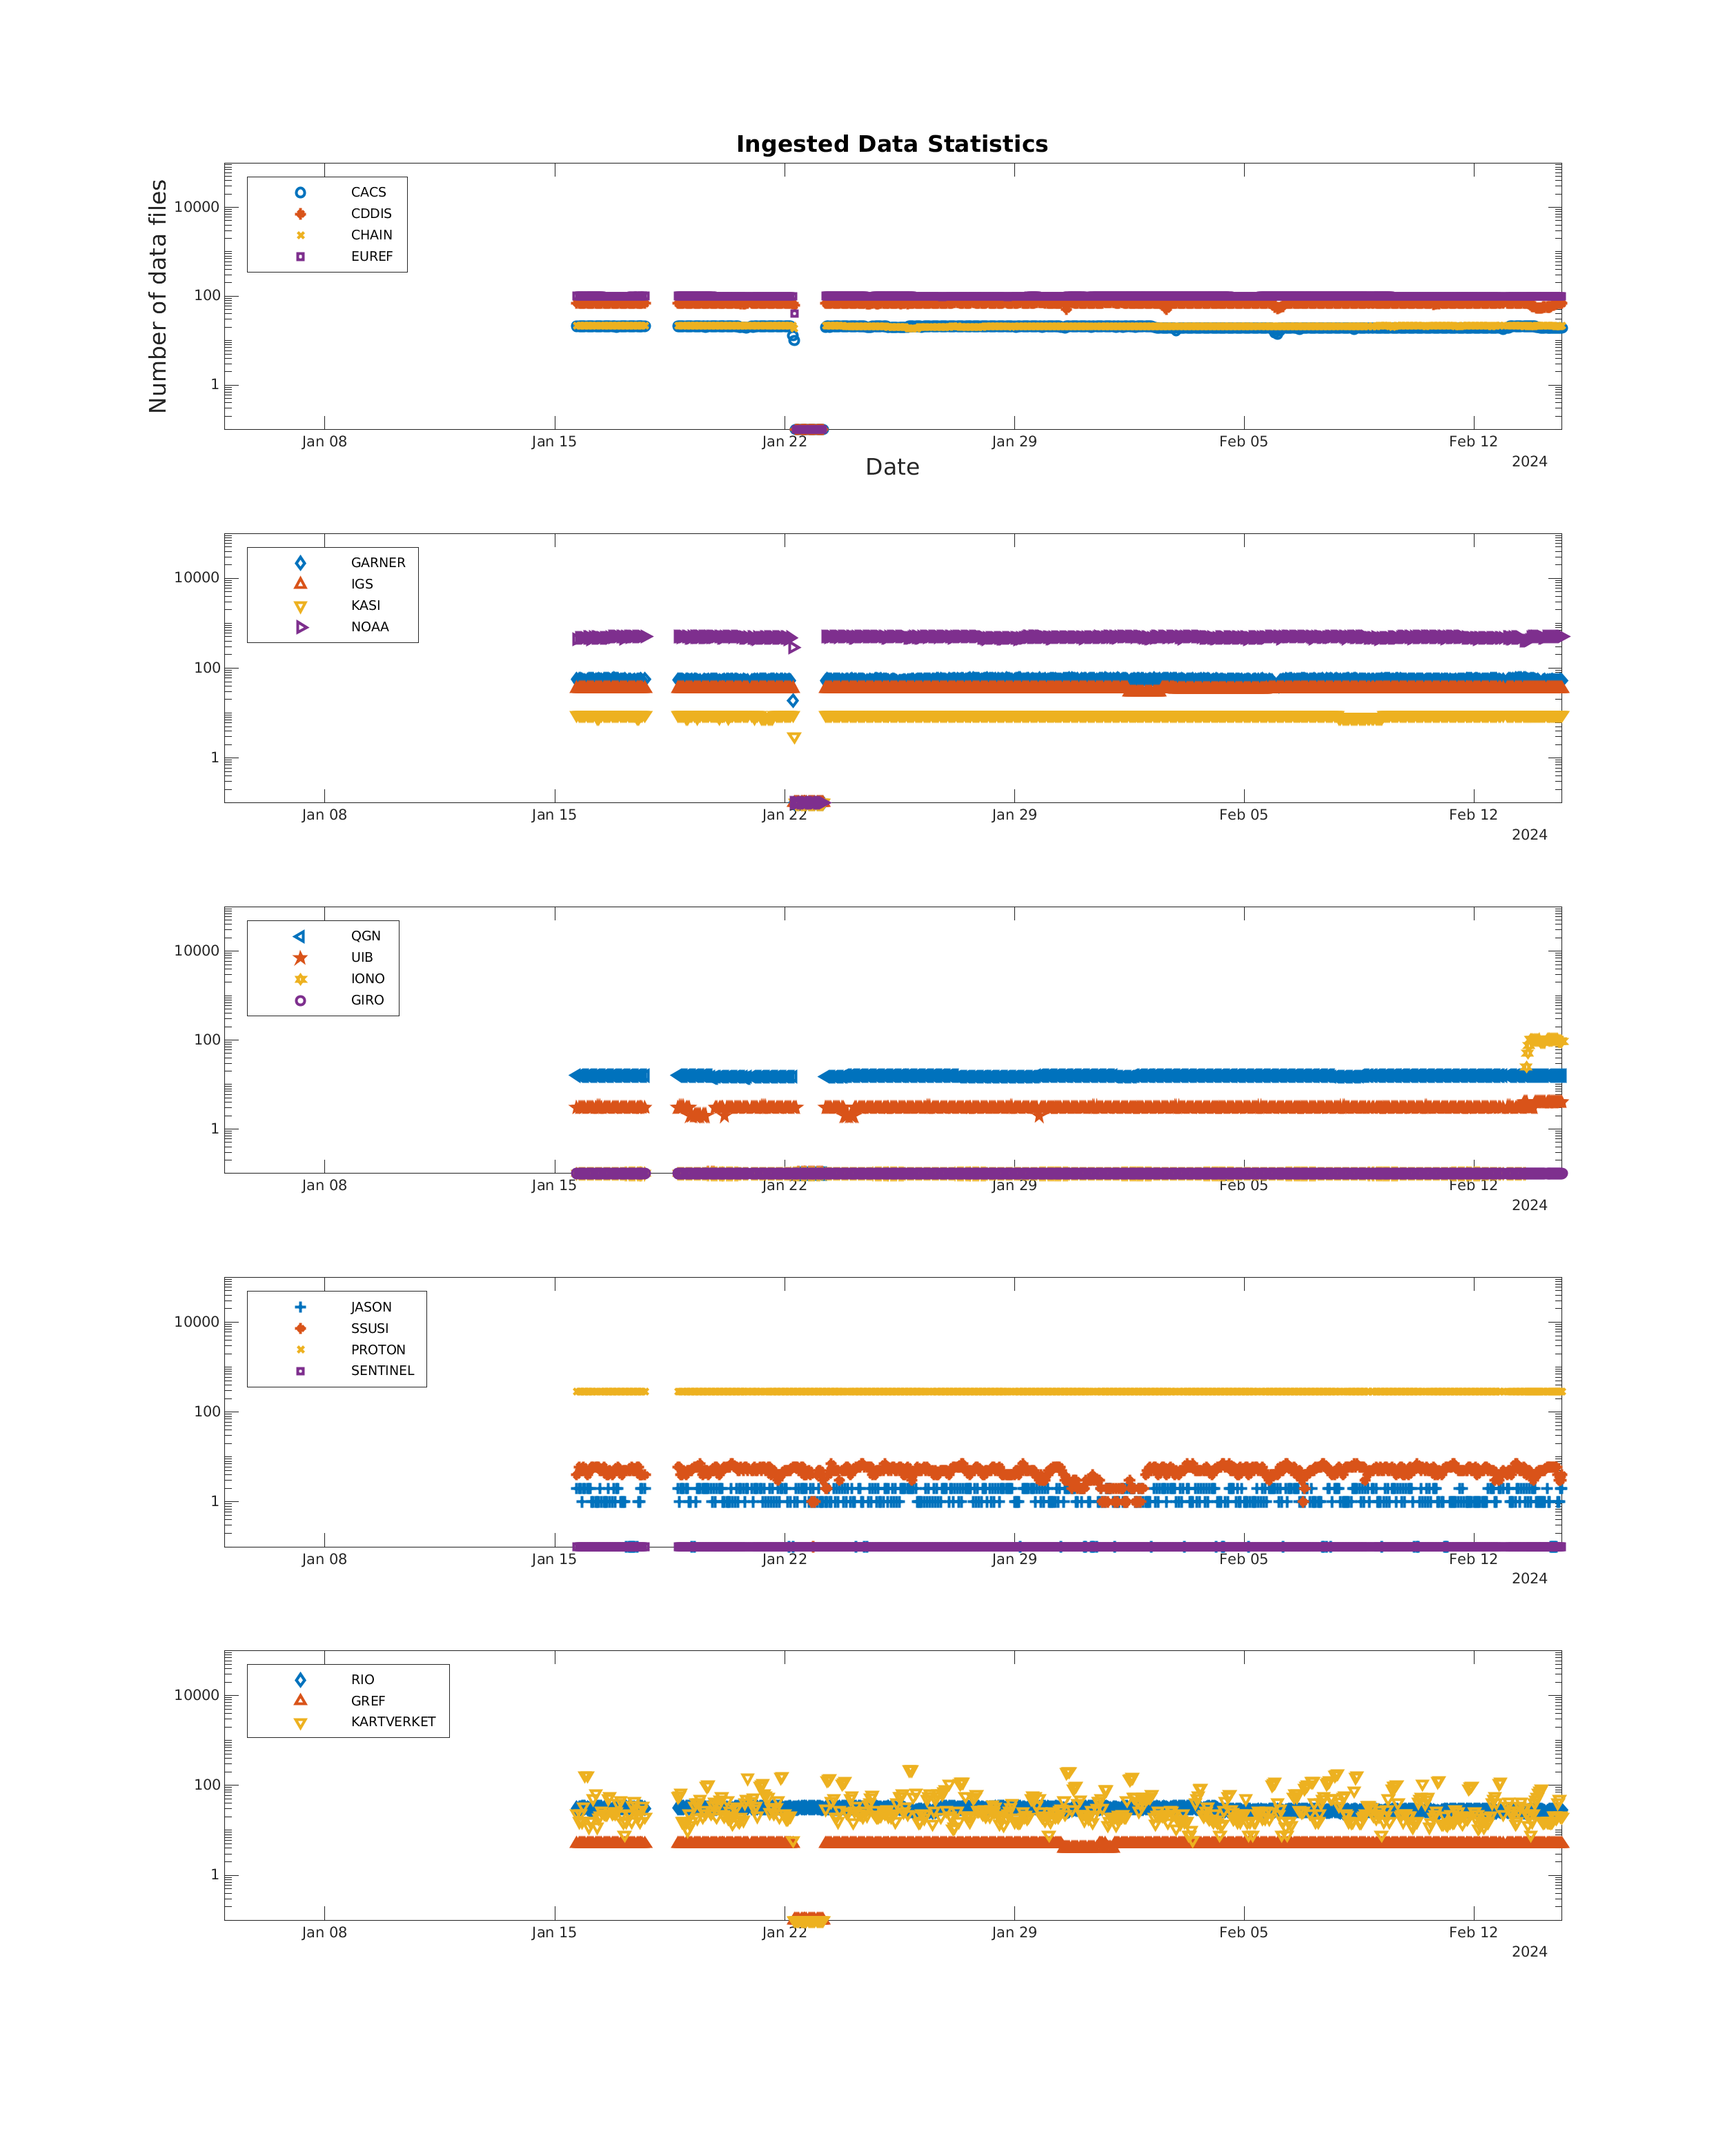 Ingested Data Statistics
Number of data files
CACS
CDDIS
CHAIN
EUREF
10000
100
1
Jan 08 Jan 15 Jan 22 Jan 29 Feb 05 Feb 12
2024
Date
GARNER
IGS
KASI
NOAA
10000
100
1
Jan 08 Jan 15 Jan 22 Jan 29 Feb 05 Feb 12
2024
QGN
UIB
IONO
GIRO
10000
100
1
Jan 08 Jan 15 Jan 22 Jan 29 Feb 05 Feb 12
2024
JASON
SSUSI
PROTON
SENTINEL
10000
100
1
Jan 08 Jan 15 Jan 22 Jan 29 Feb 05 Feb 12
2024
RIO
GREF
KARTVERKET
10000
100
1
Jan 08 Jan 15 Jan 22 Jan 29 Feb 05 Feb 12
2024